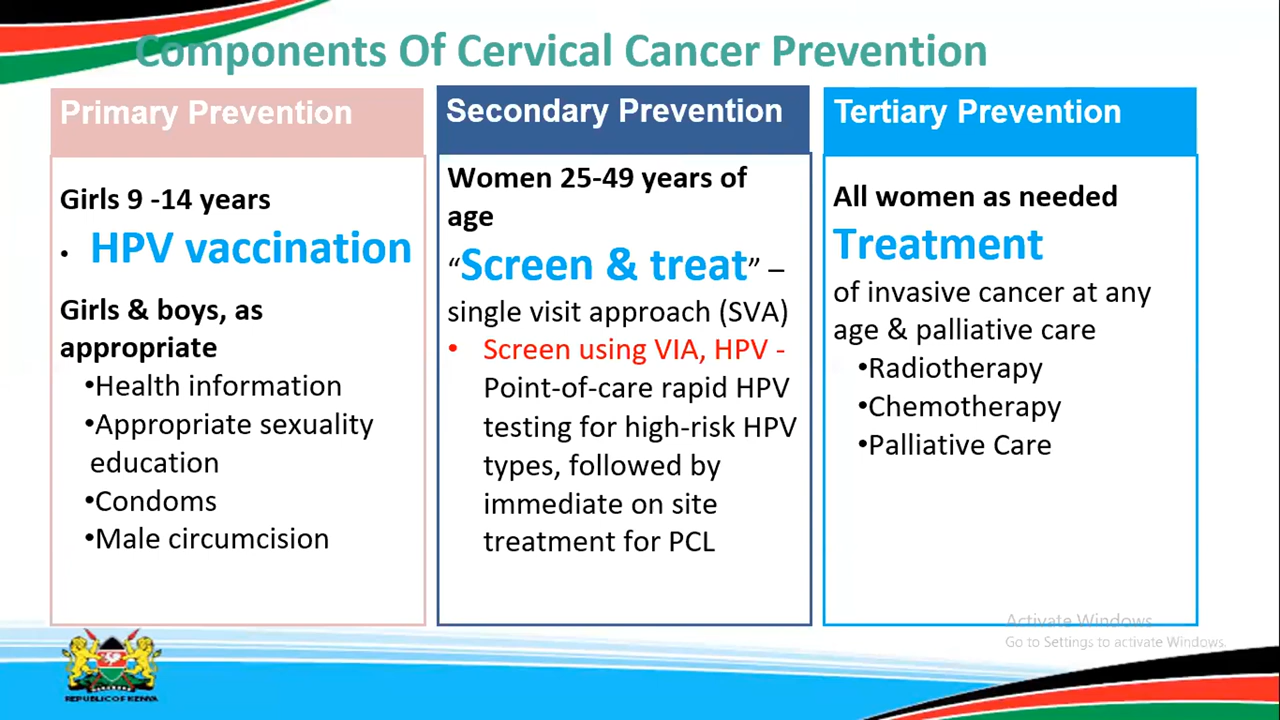 Components Of Cervical Cancer Prevention
Primary Prevention
Girls 9 -14 years
• HPV vaccination
Girls & boys, as
appropriate
•Health information
•Appropriate sexuality
education
•Condoms
•Male circumcision
Secondary Prevention
Women 25-49 years of
age
“Screen & treat” –
single visit approach (SVA)
• Screen using VIA, HPV -
Point-of-care rapid HPV
testing for high-risk HPV
types, followed by
immediate on site
treatment for PCL
Tertiary Prevention
All women as needed
Treatment
of invasive cancer at any
age & palliative care
•Radiotherapy
•Chemotherapy
•Palliative Care
Activate Windows
Go to Settings to activate Windows.
REPUBLIC OF KENYA